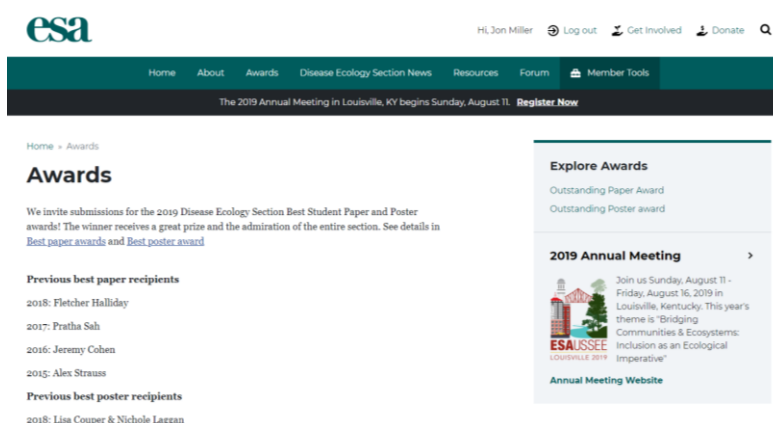 esa
Hi, Jon Miller Log out Get Involved Donate
Home About Awards Disease Ecology Section News Resources Forum Member Tools
The 2019 Annual Meeting in Louisville, KY begins Sunday, August 11. Register Now
Home » Awards
Awards
We invite submissions for the 2019 Disease Ecology Section Best Student Paper and Poster
awards! The winner receives a great prize and the admiration of the entire section. See details in
Best paper awards and Best poster award
Previous best paper recipients
2018: Fletcher Halliday
2017: Pratha Sah
2016: Jeremy Cohen
2015: Alex Strauss
Previous best poster recipients
2018: Lisa Couper & Nichole Laggan
Explore Awards
Outstanding Paper Award
Outstanding Poster award
2019 Annual Meeting >
Join us Sunday, August 11 -
Friday, August 16, 2019 in
Louisville, Kentucky. This year's
theme is "Bridging
Communities & Ecosystems:
Inclusion as an Ecological
Imperative"
ESAUSSEE
LOUISVILLE 2019
Annual Meeting Website